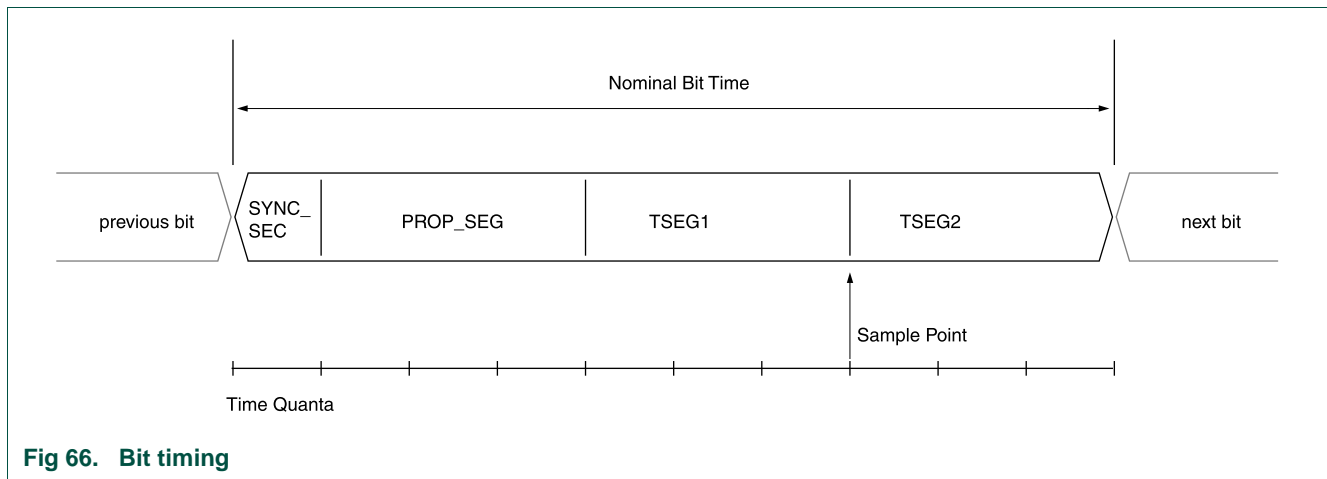 Nominal Bit Time
previous bit
SYNC_
SEC
PROP_SEG
TSEG1
TSEG2
next bit
Sample Point
Time Quanta
Fig 66. Bit timing